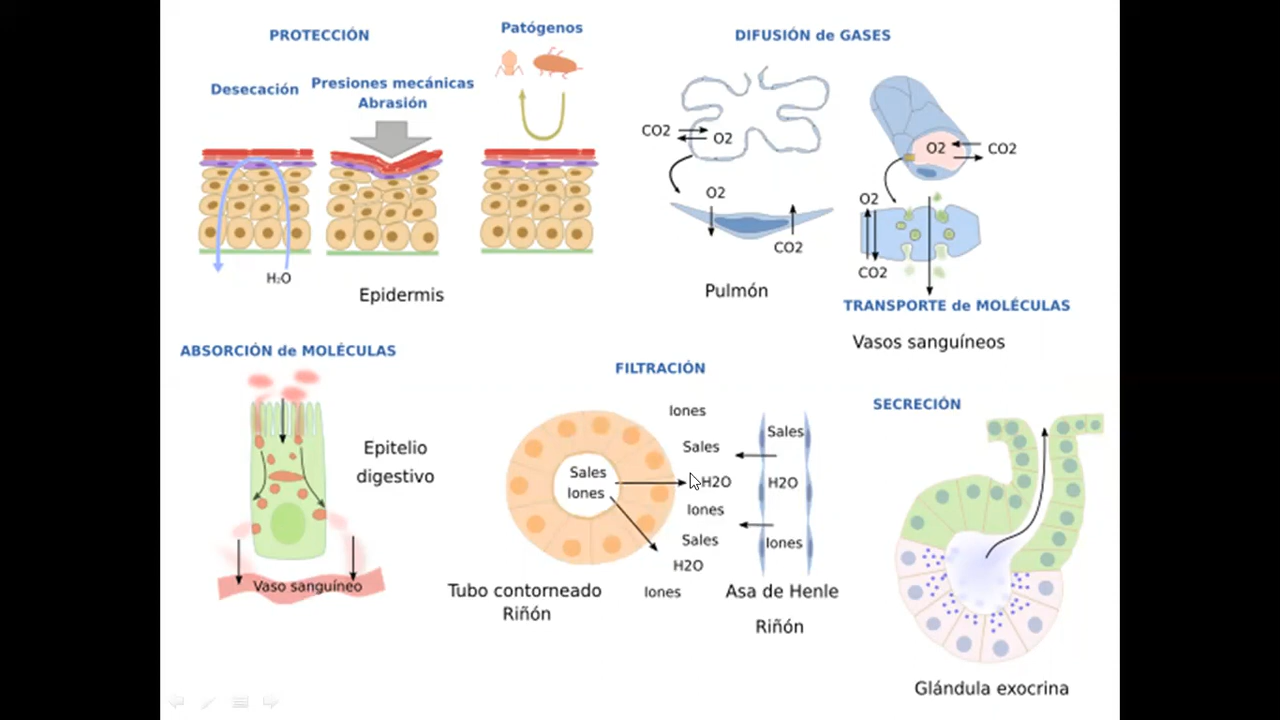 PROTECCIÓN
Desecación
Presiones mecánicas
Abrasión
Patógenos
H₂O
Epidermis
DIFUSIÓN de GASES
CO2
O2
O2
CO2
Pulmón
O2
CO2
O2
CO2
TRANSPORTE de MOLÉCULAS
Vasos sanguíneos
ABSORCIÓN de MOLÉCULAS
Epitelio
digestivo
Vaso sanguíneo
FILTRACIÓN
Sales
Iones
Tubo contorneado
Riñón
Iones
Sales
H2O
Iones
Sales
H2O
Iones
Sales
H2O
Iones
Asa de Henle
Riñón
SECRECIÓN
Glándula exocrina